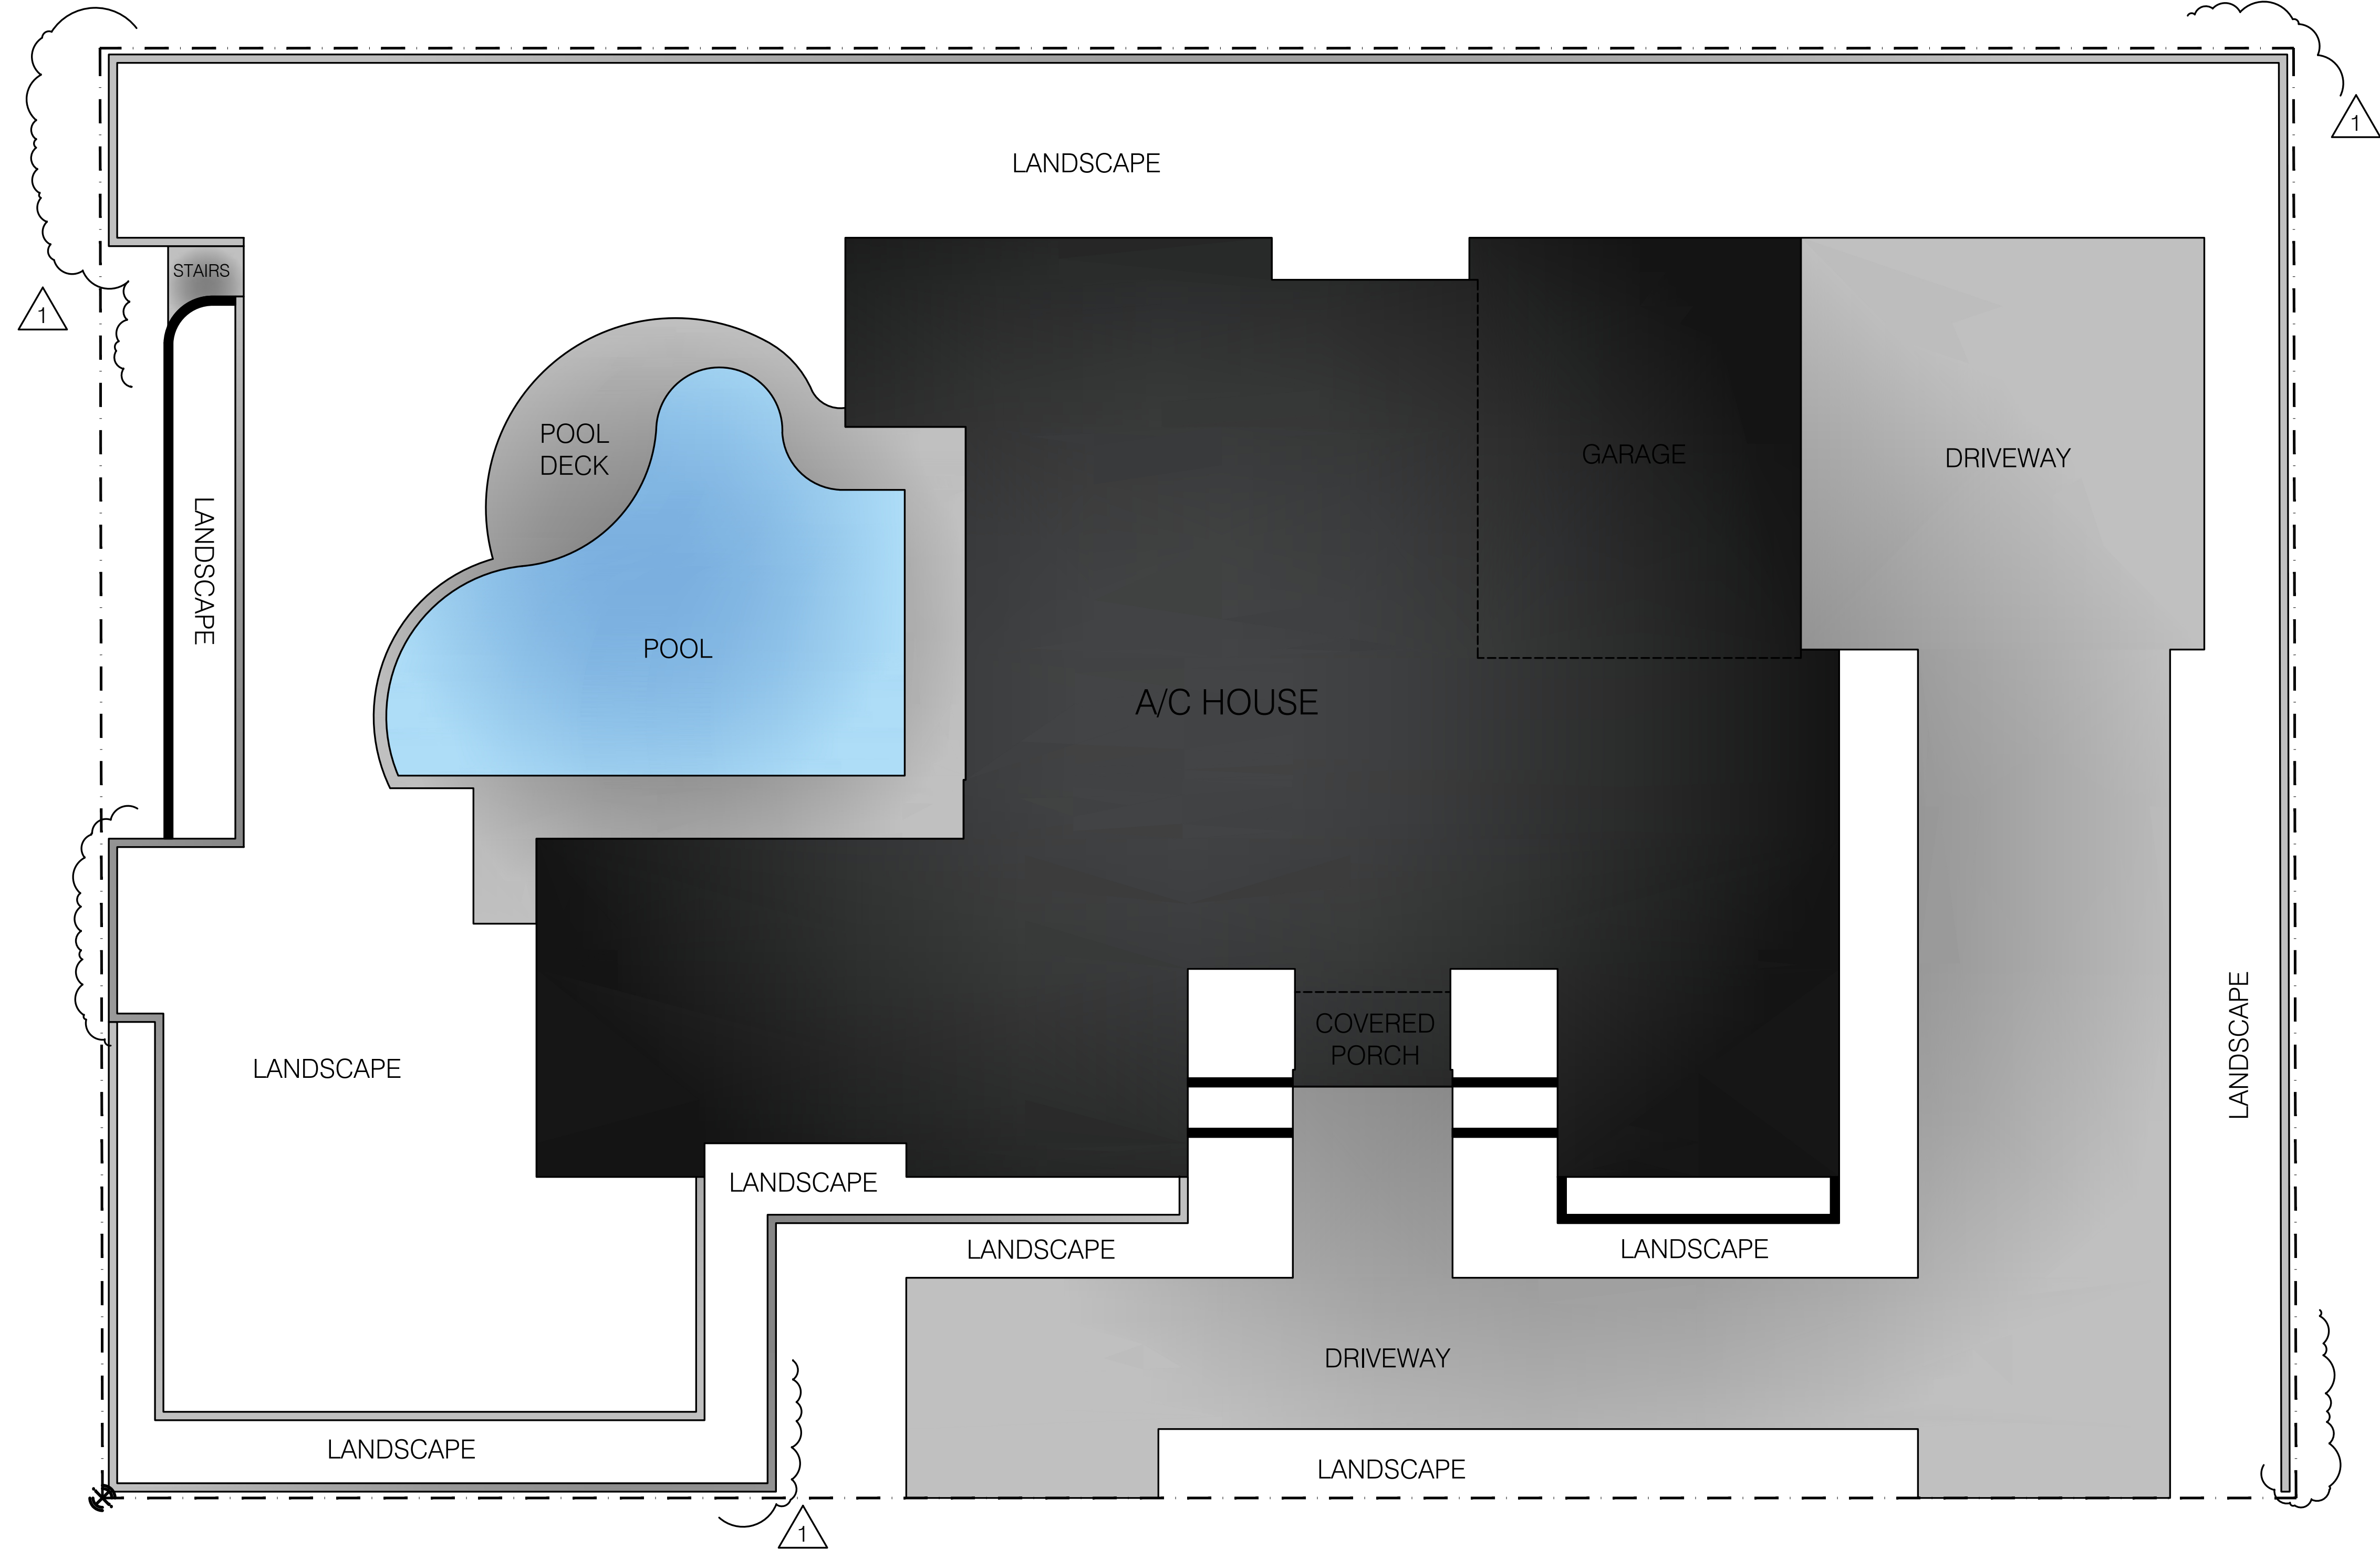 1
LANDSCAPE
STAIRS
1
POOL
DECK
GARAGE
DRIVEWAY
LANDSCAPE
POOL
A/C HOUSE
COVERED
PORCH
LANDSCAPE
LANDSCAPE
LANDSCAPE
LANDSCAPE
LANDSCAPE
DRIVEWAY
LANDSCAPE
LANDSCAPE
1